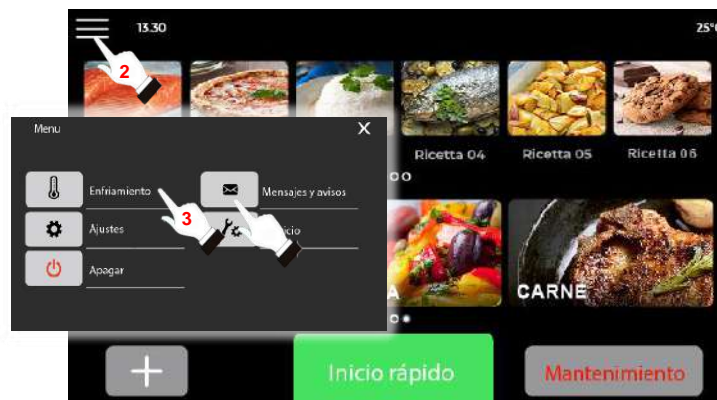 13.30
25°
2
Menu
X
Ricetta 04
Ricetta 05
Ricetta 06
Enfriamiento
Mensajes y avisos
3
Ajustes
Apagar
CARNE
Inicio rápido
Mantenimiento